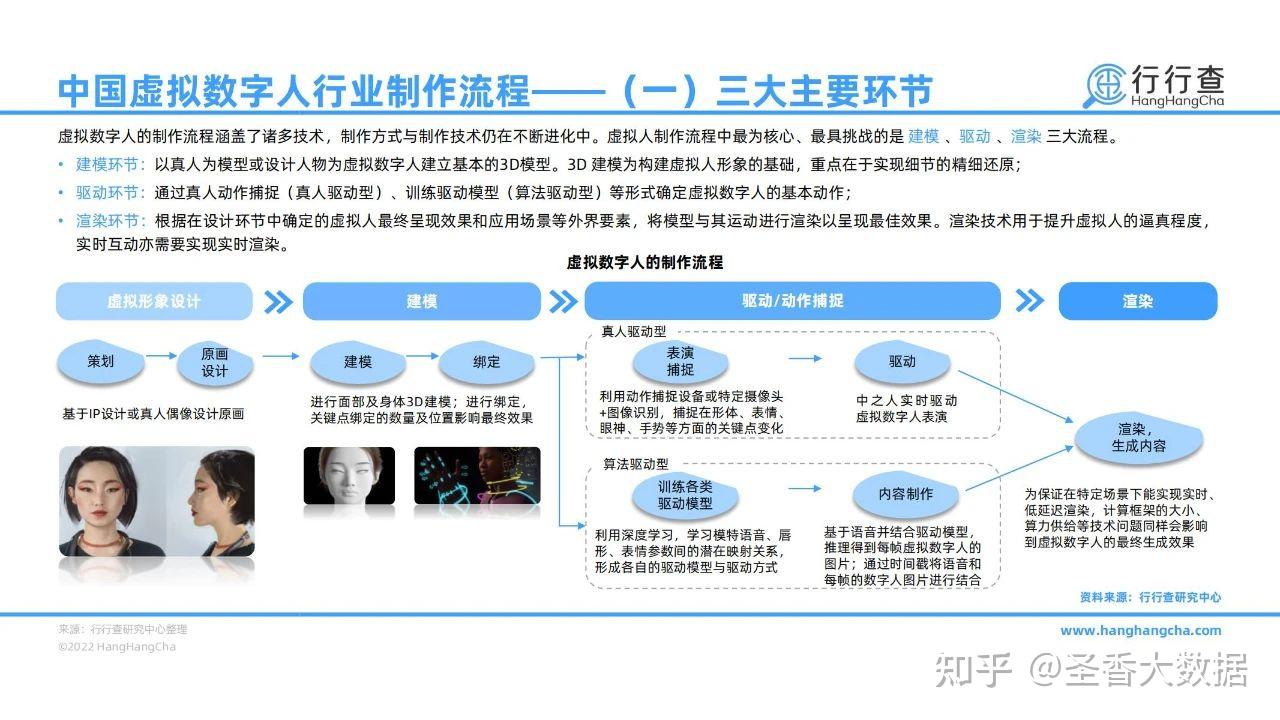 中国虚拟数字人行业制作流程——（一）三大主要环节
行行查
HangHangCha
虚拟数字人的制作流程涵盖了诸多技术，制作方式与制作技术仍在不断进化中。虚拟人制作流程中最为核心、最具挑战的是 建模 、驱动 、渲染 三大流程。
• 建模环节：以真人为模型或设计人物为虚拟数字人建立基本的3D模型。3D 建模为构建虚拟人形象的基础，重点在于实现细节的精细还原；
• 驱动环节：通过真人动作捕捉（真人驱动型）、训练驱动模型（算法驱动型）等形式确定虚拟数字人的基本动作；
• 渲染环节：根据在设计环节中确定的虚拟人最终呈现效果和应用场景等外界要素，将模型与其运动进行渲染以呈现最佳效果。渲染技术用于提升虚拟人的逼真程度，
实时互动亦需要实现实时渲染。
虚拟数字人的制作流程
虚拟形象设计
建模
驱动/动作捕捉
渲染
策划
原画
设计
基于IP设计或真人偶像设计原画
建模
绑定
进行面部及身体3D建模；进行绑定，
关键点绑定的数量及位置影响最终效果
真人驱动型
表演
捕捉
利用动作捕捉设备或特定摄像头
+图像识别，捕捉在形体、表情、
眼神、手势等方面的关键点变化
驱动
中之人实时驱动
虚拟数字人表演
算法驱动型
训练各类
驱动模型
利用深度学习，学习模特语音、唇
形、表情参数间的潜在映射关系，
形成各自的驱动模型与驱动方式
内容制作
基于语音并结合驱动模型，
推理得到每帧虚拟数字人的
图片；通过时间戳将语音和
每帧的数字人图片进行结合
渲染，
生成内容
为保证在特定场景下能实现实时、
低延迟渲染，计算框架的大小、
算力供给等技术问题同样会影响
到虚拟数字人的最终生成效果
资料来源：行行查研究中心
来源：行行查研究中心整理
©2022 HangHangCha
www.hanghangcha.com
知乎 @圣香大数据